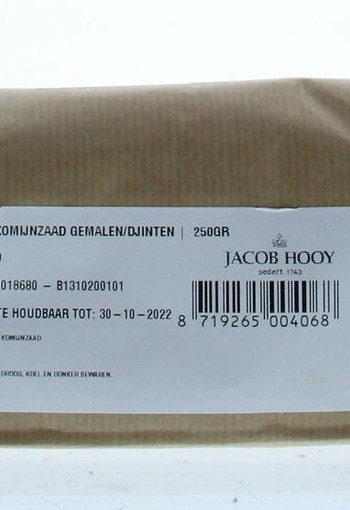 KOMIJNZAAD GEMALEN/DJINTEN | 250GR
JACOB HOOY
sedert 1743
018680 – B1310200101
TE HOUDBAAR TOT: 30-10-2022
8 719265 004068
KOMIJNZAAD
DROOG, KOEL EN DONKER BEWAREN.